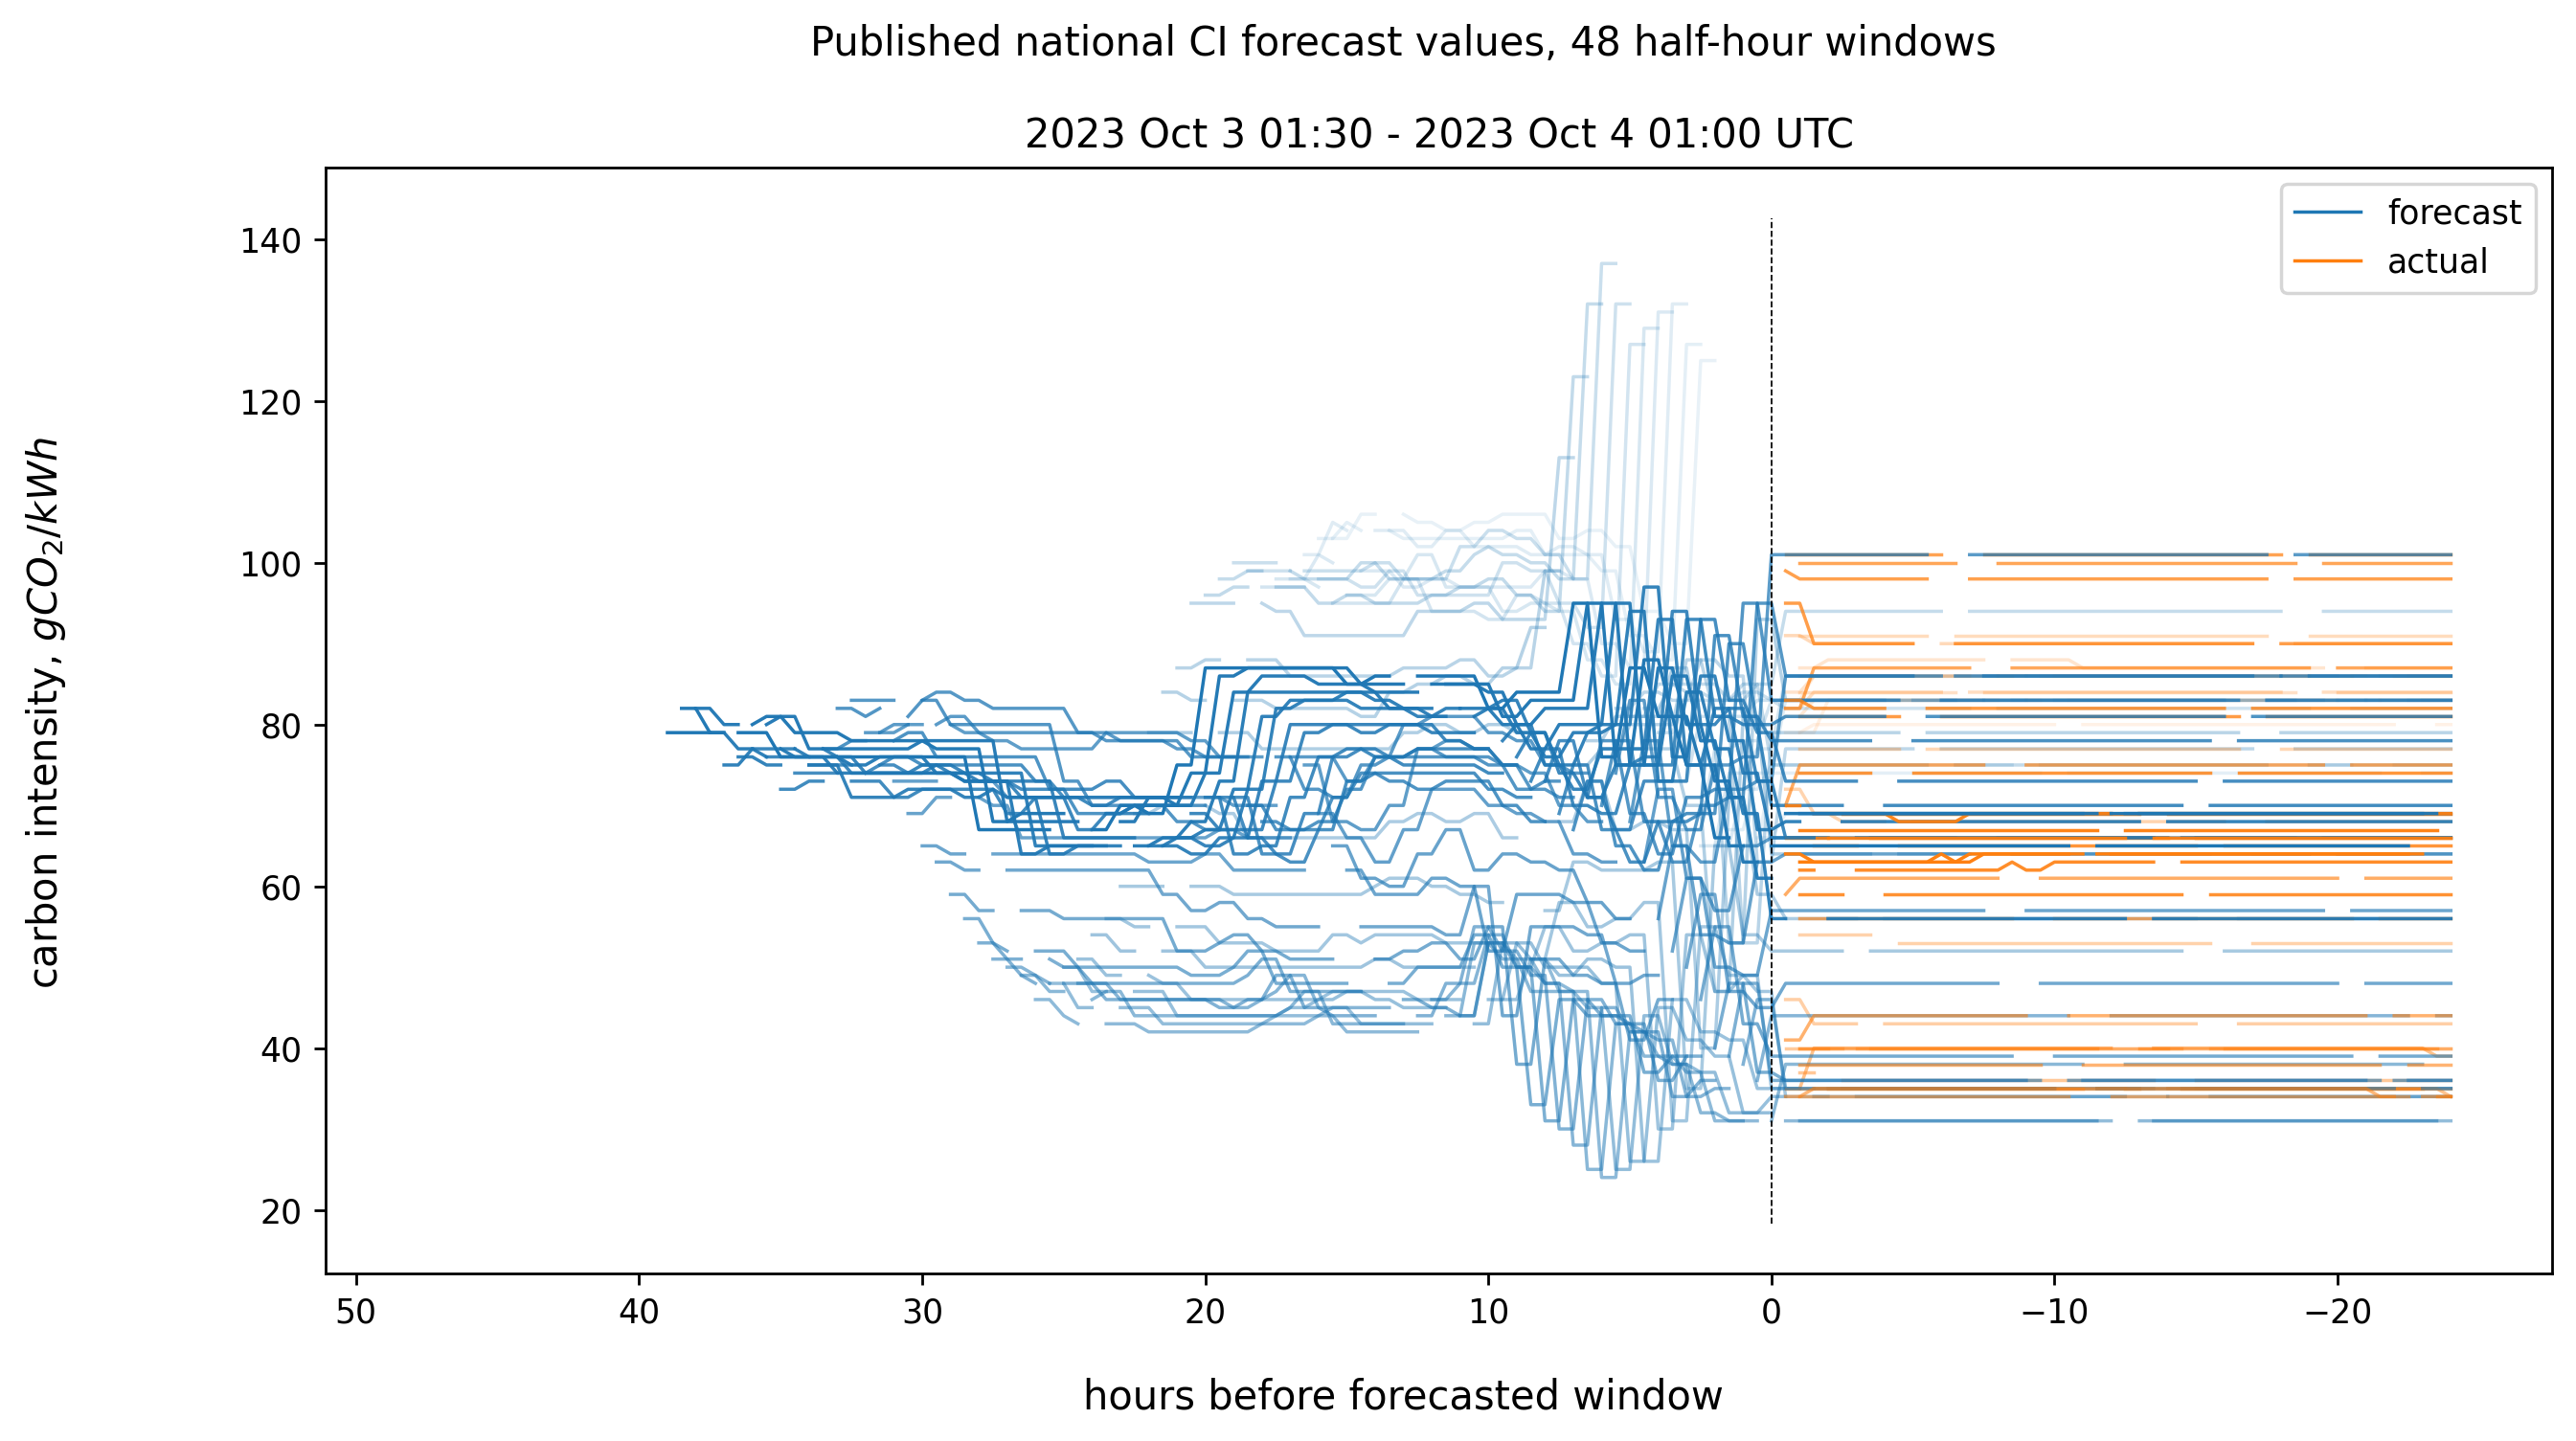 Published national CI forecast values, 48 half-hour windows
2023 Oct 3 01:30 - 2023 Oct 4 01:00 UTC
forecast
actual
carbon intensity, gCO₂/kWh
140
120
100
80
60
40
20
50 40 30 20 10 0 −10 −20
hours before forecasted window